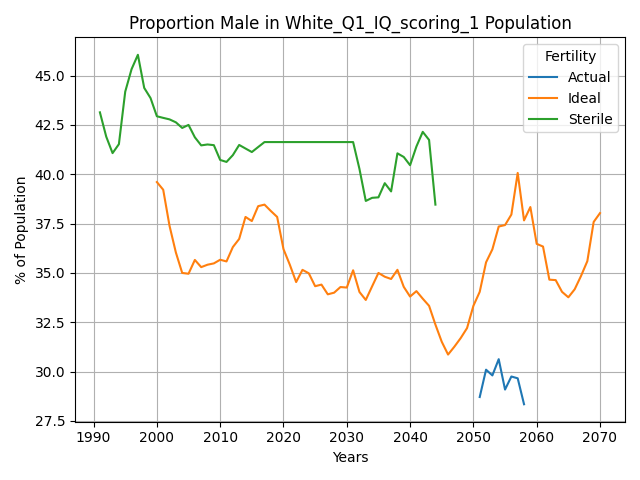 Proportion Male in White_Q1_IQ_scoring_1 Population
Fertility
Actual
Ideal
Sterile
% of Population
45.0
42.5
40.0
37.5
35.0
32.5
30.0
27.5
1990 2000 2010 2020 2030 2040 2050 2060 2070
Years